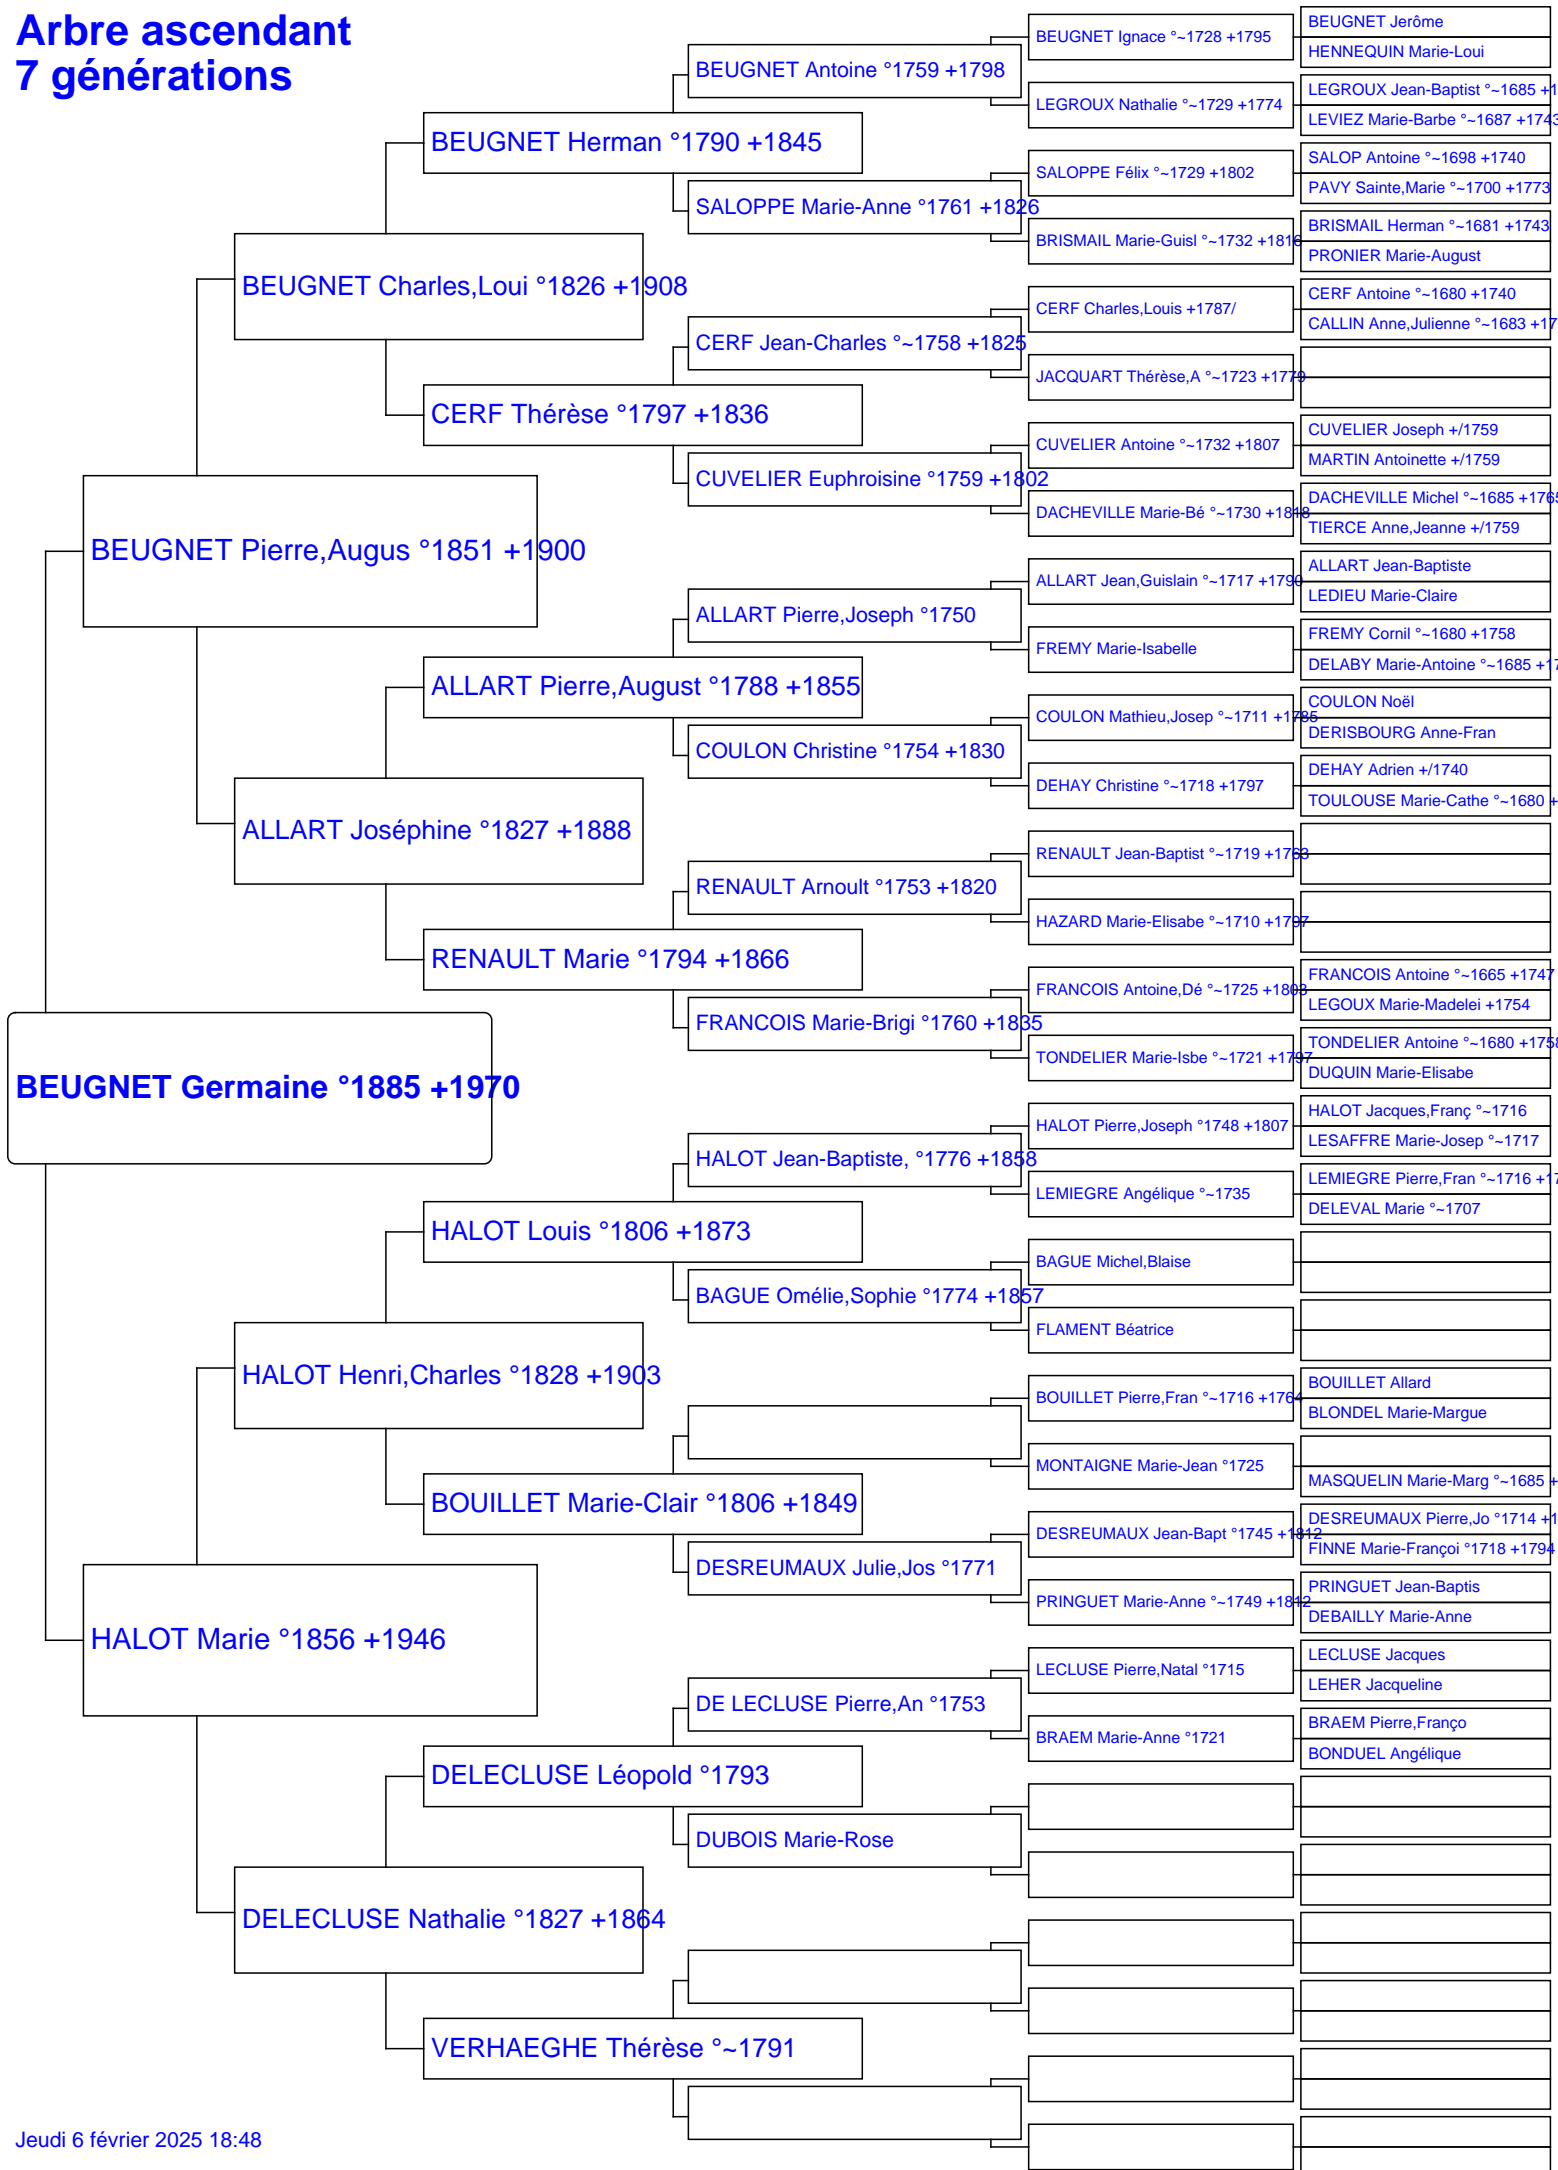 Arbre ascendant
7 générations
BEUGNET Germaine °1885 +1970
BEUGNET Pierre,Augus °1851 +1900
HALOT Marie °1856 +1946
BEUGNET Charles,Loui °1826 +1908
ALLART Joséphine °1827 +1888
HALOT Henri,Charles °1828 +1903
DELECLUSE Nathalie °1827 +1864
BEUGNET Herman °1790 +1845
CERF Thérèse °1797 +1836
ALLART Pierre,August °1788 +1855
RENAULT Marie °1794 +1866
HALOT Louis °1806 +1873
BOUILLET Marie-Clair °1806 +1849
DELECLUSE Léopold °1793
VERHAEGHE Thérèse °~1791
BEUGNET Antoine °1759 +1798
SALOPPE Marie-Anne °1761 +1826
CERF Jean-Charles °~1758 +1825
CUVELIER Euphroisine °1759 +1802
ALLART Pierre,Joseph °1750
COULON Christine °1754 +1830
RENAULT Arnoult °1753 +1820
FRANCOIS Marie-Brigi °1760 +1835
HALOT Jean-Baptiste, °1776 +1858
BAGUE Omélie,Sophie °1774 +1857
DESREUMAUX Julie,Jos °1771
DE LECLUSE Pierre,An °1753
DUBOIS Marie-Rose
BEUGNET Ignace °~1728 +1795
LEGROUX Nathalie °~1729 +1774
SALOPPE Félix °~1729 +1802
BRISMAIL Marie-Guisl °~1732 +1816
CERF Charles,Louis +1787/
JACQUART Thérèse,A °~1723 +1779
CUVELIER Antoine °~1732 +1807
DACHEVILLE Marie-Bé °~1730 +1818
ALLART Jean,Guislain °~1717 +1790
FREMY Marie-Isabelle
COULON Mathieu,Josep °~1711 +1785
DEHAY Christine °~1718 +1797
RENAULT Jean-Baptist °~1719 +1763
HAZARD Marie-Elisabe °~1710 +1797
FRANCOIS Antoine,Dé °~1725 +1803
TONDELIER Marie-Isbe °~1721 +1797
HALOT Pierre,Joseph °1748 +1807
LEMIEGRE Angélique °~1735
BAGUE Michel,Blaise
FLAMENT Béatrice
BOUILLET Pierre,Fran °~1716 +1764
MONTAIGNE Marie-Jean °1725
DESREUMAUX Jean-Bapt °1745 +1812
PRINGUET Marie-Anne °~1749 +1812
LECLUSE Pierre,Natal °1715
BRAEM Marie-Anne °1721
BEUGNET Jerôme
HENNEQUIN Marie-Loui
LEGROUX Jean-Baptist °~1685 +1
LEVIEZ Marie-Barbe °~1687 +1743
SALOP Antoine °~1698 +1740
PAVY Sainte,Marie °~1700 +1773
BRISMAIL Herman °~1681 +1743
PRONIER Marie-August
CERF Antoine °~1680 +1740
CALLIN Anne,Julienne °~1683 +17
CUVELIER Joseph +/1759
MARTIN Antoinette +/1759
DACHEVILLE Michel °~1685 +1765
TIERCE Anne,Jeanne +/1759
ALLART Jean-Baptiste
LEDIEU Marie-Claire
FREMY Cornil °~1680 +1758
DELABY Marie-Antoine °~1685 +17
COULON Noël
DERISBOURG Anne-Fran
DEHAY Adrien +/1740
TOULOUSE Marie-Cathe °~1680 +
FRANCOIS Antoine °~1665 +1747
LEGOUX Marie-Madelei +1754
TONDELIER Antoine °~1680 +1758
DUQUIN Marie-Elisabe
HALOT Jacques,Franç °~1716
LESAFFRE Marie-Josep °~1717
LEMIEGRE Pierre,Fran °~1716 +17
DELEVAL Marie °~1707
BOUILLET Allard
BLONDEL Marie-Margue
MASQUELIN Marie-Marg °~1685 +
DESREUMAUX Pierre,Jo °1714 +1
FINNE Marie-Françoi °1718 +1794
PRINGUET Jean-Baptis
DEBAILLY Marie-Anne
LECLUSE Jacques
LEHER Jacqueline
BRAEM Pierre,Franço
BONDUEL Angélique
Jeudi 6 février 2025 18:48